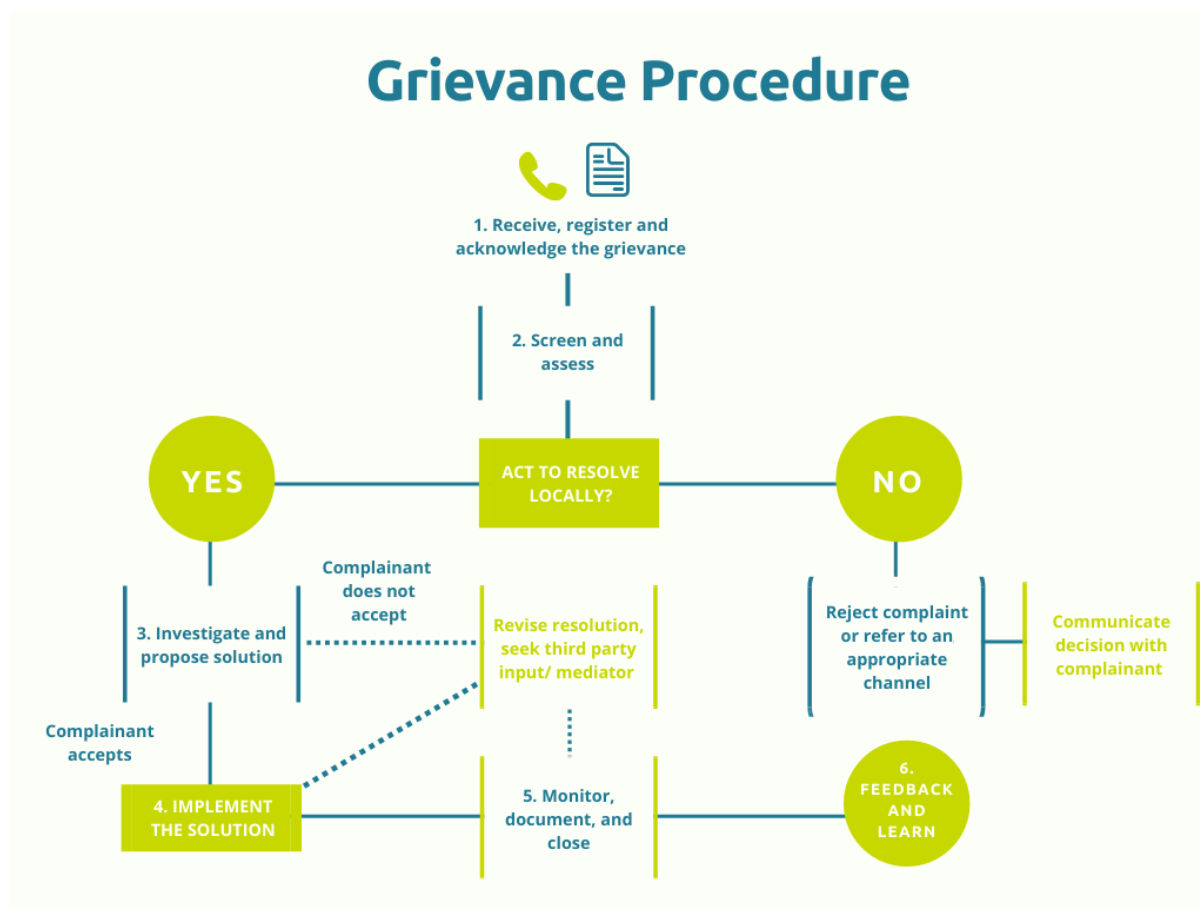 Grievance Procedure
1. Receive, register and
acknowledge the grievance
2. Screen and
assess
ACT TO RESOLVE
LOCALLY?
YES
NO
Complainant
does not
accept
3. Investigate and
propose solution
Revise resolution,
seek third party
input/ mediator
Reject complaint
or refer to an
appropriate
channel
Communicate
decision with
complainant
Complainant
accepts
4. IMPLEMENT
THE SOLUTION
5. Monitor,
document, and
close
6.
FEEDBACK
AND
LEARN